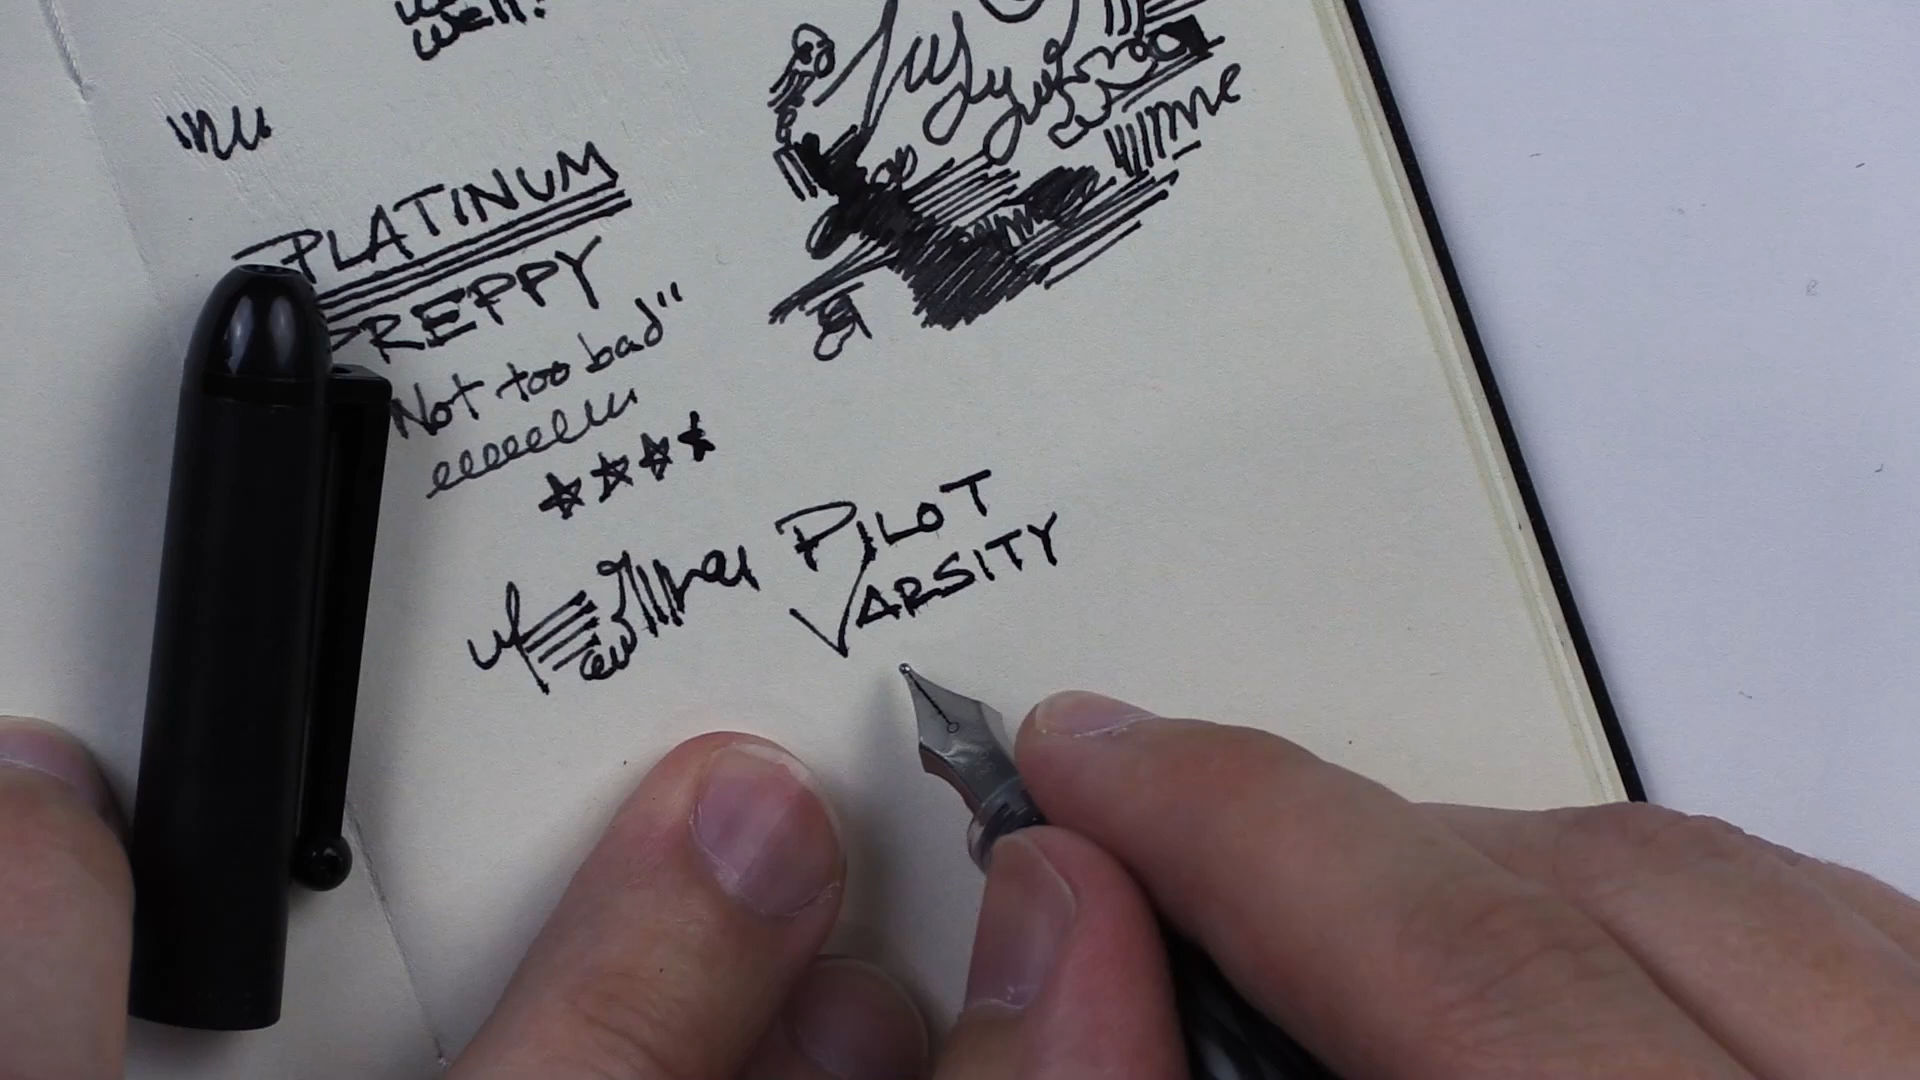 well!
PLATINUM
PREPPY
Not too bad"
PILOT
VARSITY